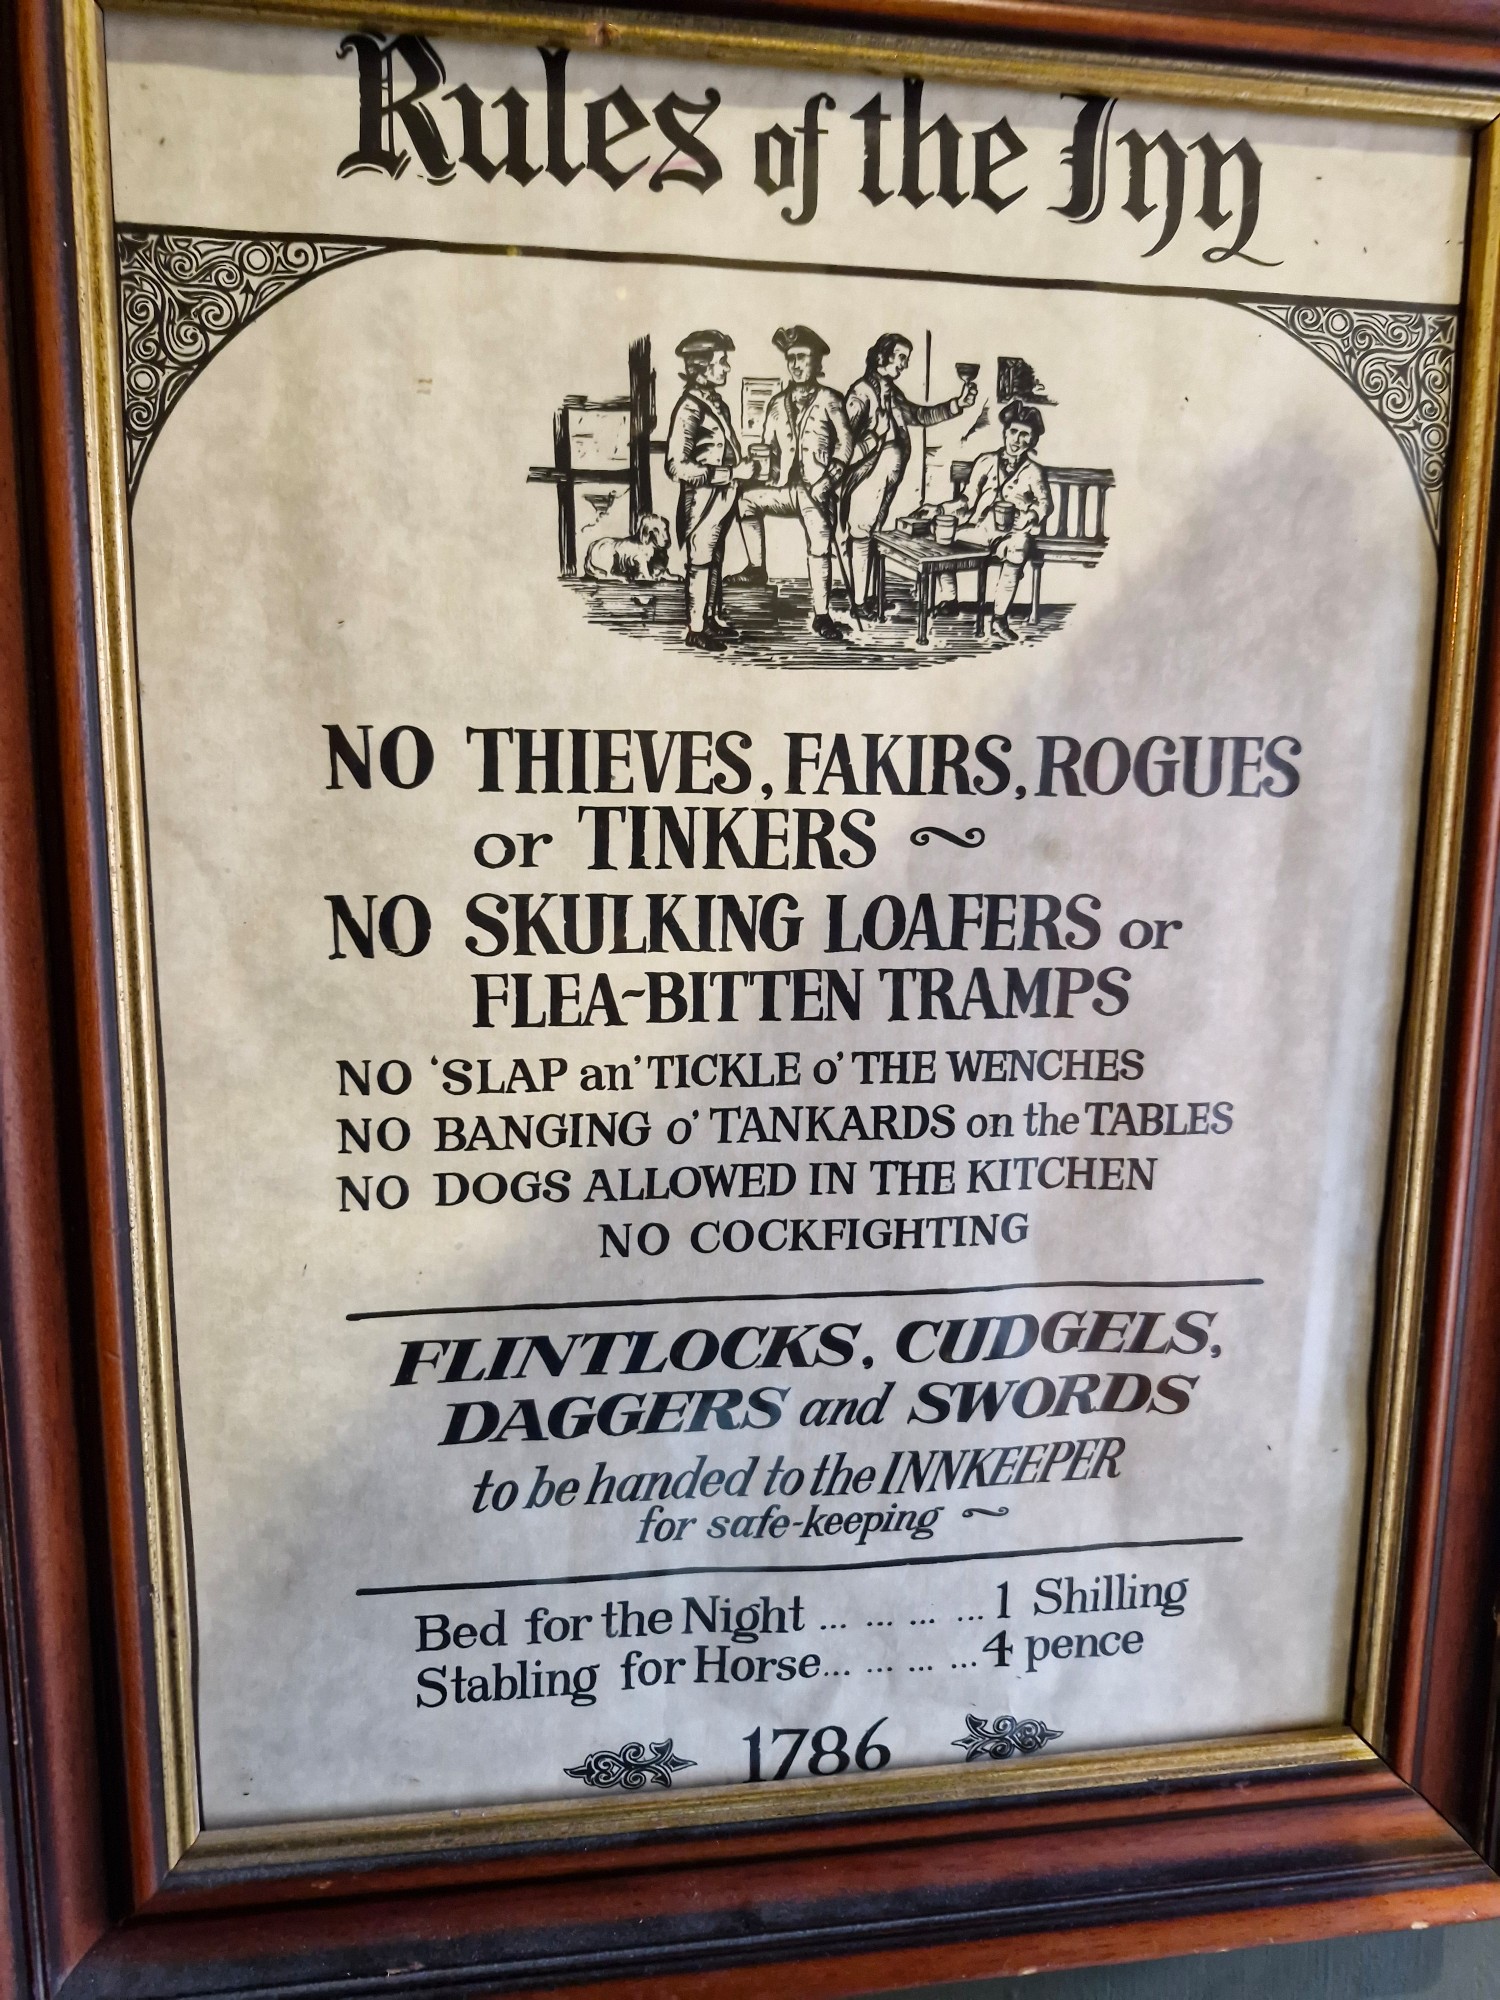 Rules of the Inn
NO THIEVES, FAKIRS, ROGUES
or TINKERS ~
NO SKULKING LOAFERS or
FLEA-BITTEN TRAMPS
NO 'SLAP an' TICKLE o' THE WENCHES
NO BANGING o' TANKARDS on the TABLES
NO DOGS ALLOWED IN THE KITCHEN
NO COCKFIGHTING
FLINTLOCKS, CUDGELS,
DAGGERS and SWORDS
to be handed to the INNKEEPER
for safe-keeping ~
Bed for the Night ... ... ... ... 1 Shilling
Stabling for Horse... ... ... ... 4 pence
1786